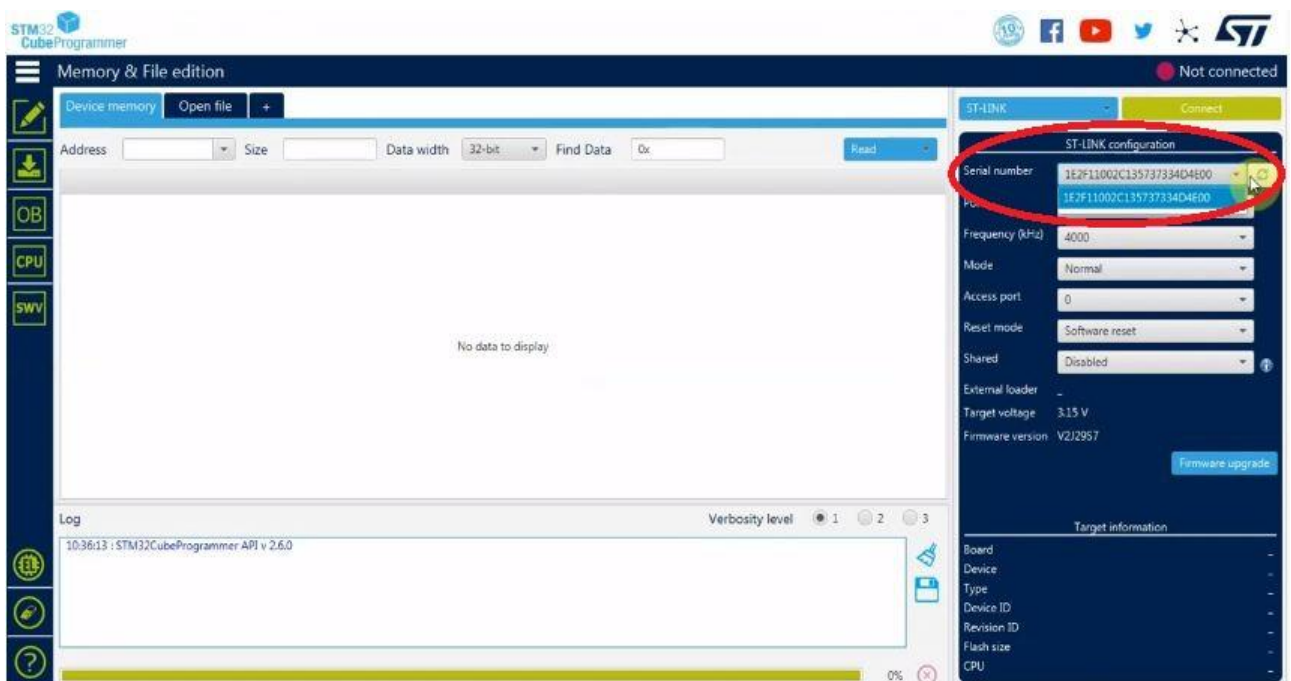 STM32
CubeProgrammer
10
Memory & File edition
Not connected
Device memory Open file +
ST-LINK Connect
Address Size Data width 32-bit Find Data 0x Read
ST-LINK configuration
Serial number 1E2F11002C135737334D4E00
1E2F11002C135737334D4E00
OB
Frequency (kHz) 4000
CPU
Mode Normal
Access port 0
SWV
Reset mode Software reset
No data to display
Shared Disabled
External loader _
Target voltage 3.15 V
Firmware version V2J29S7
Firmware upgrade
Log Verbosity level 1 2 3
Target information
10:36:13 : STM32CubeProgrammer API v 2.6.0
Board _
EL
Device _
Type _
Device ID _
Revision ID _
Flash size _
?
CPU _
0%